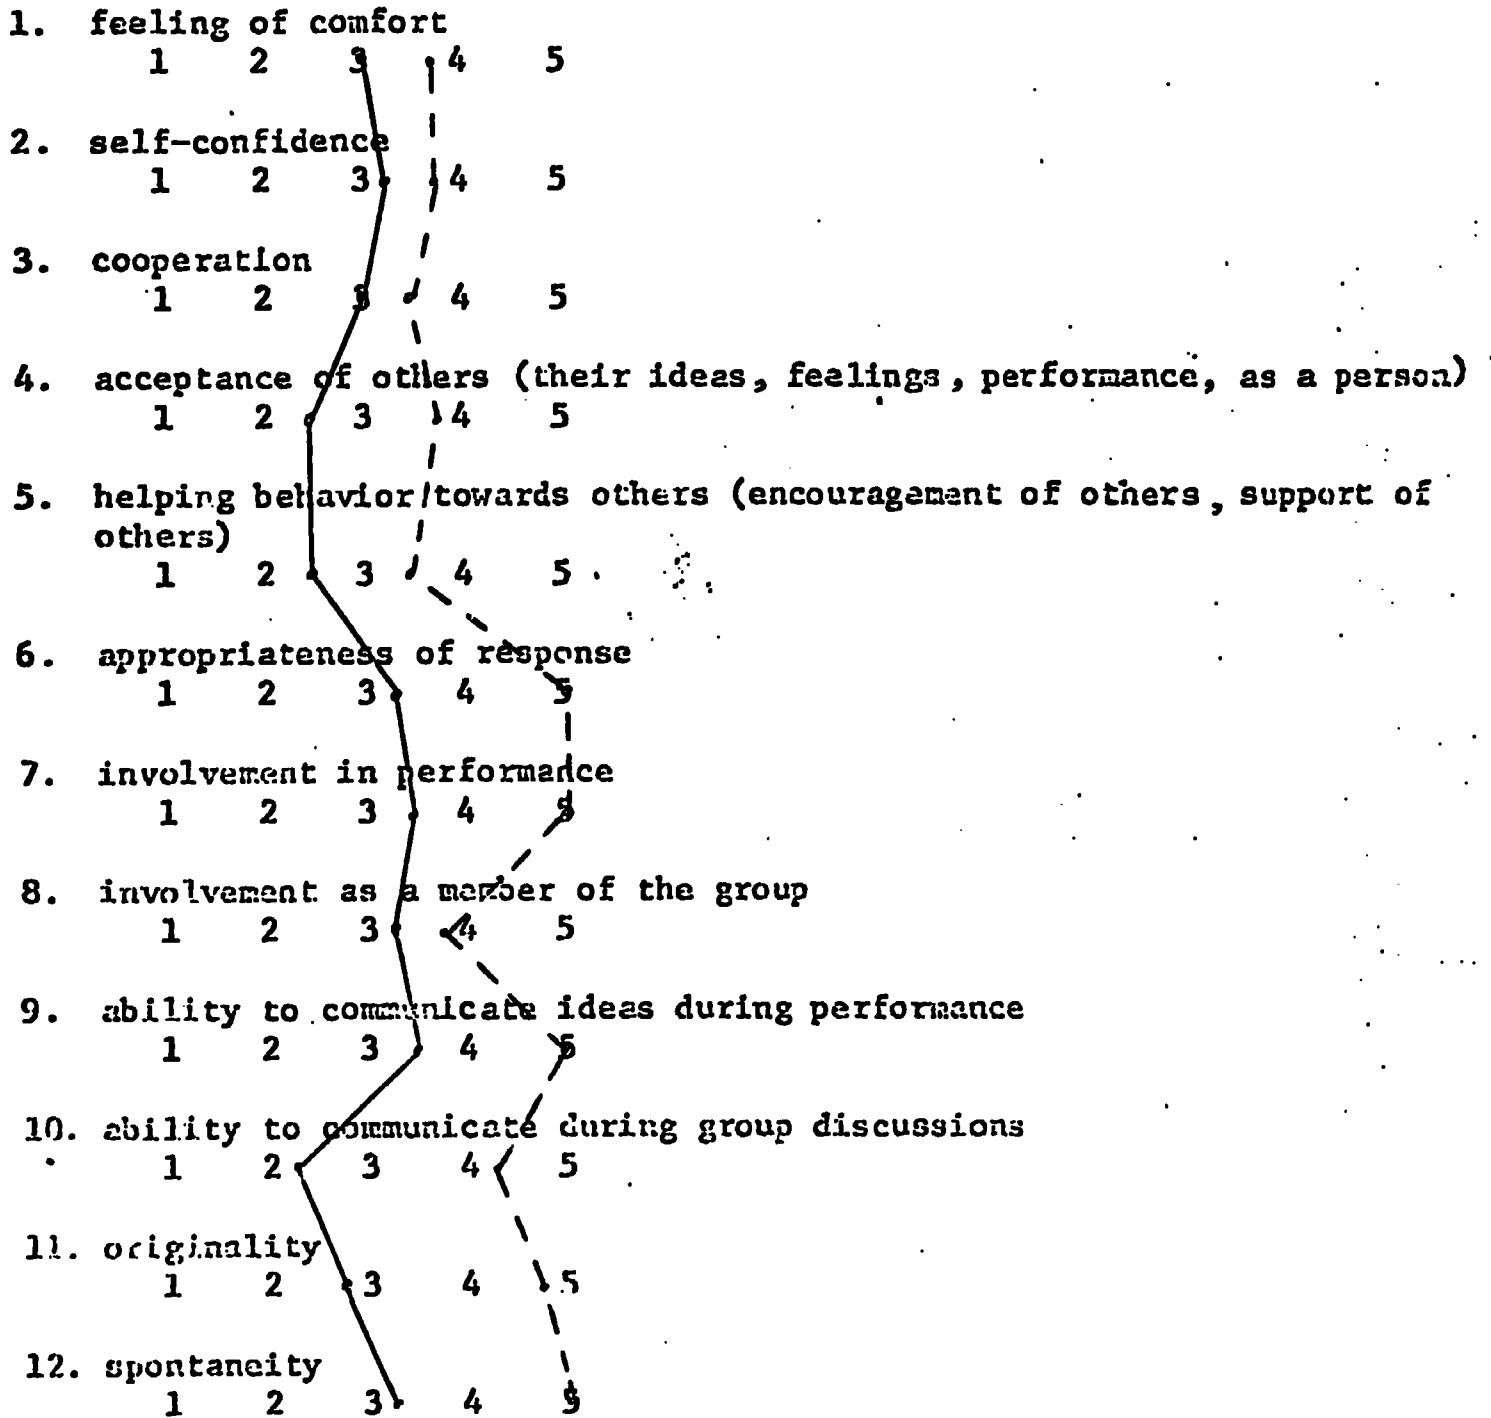 1. feeling of comfort
1 2 3 4 5
2. self-confidence
1 2 3 4 5
3. cooperation
1 2 3 4 5
4. acceptance of others (their ideas, feelings, performance, as a person)
1 2 3 4 5
5. helping behavior towards others (encouragement of others, support of
others)
1 2 3 4 5
6. appropriateness of response
1 2 3 4 5
7. involvement in performance
1 2 3 4 5
8. involvement as a member of the group
1 2 3 4 5
9. ability to communicate ideas during performance
1 2 3 4 5
10. ability to communicate during group discussions
1 2 3 4 5
11. originality
1 2 3 4 5
12. spontaneity
1 2 3 4 5